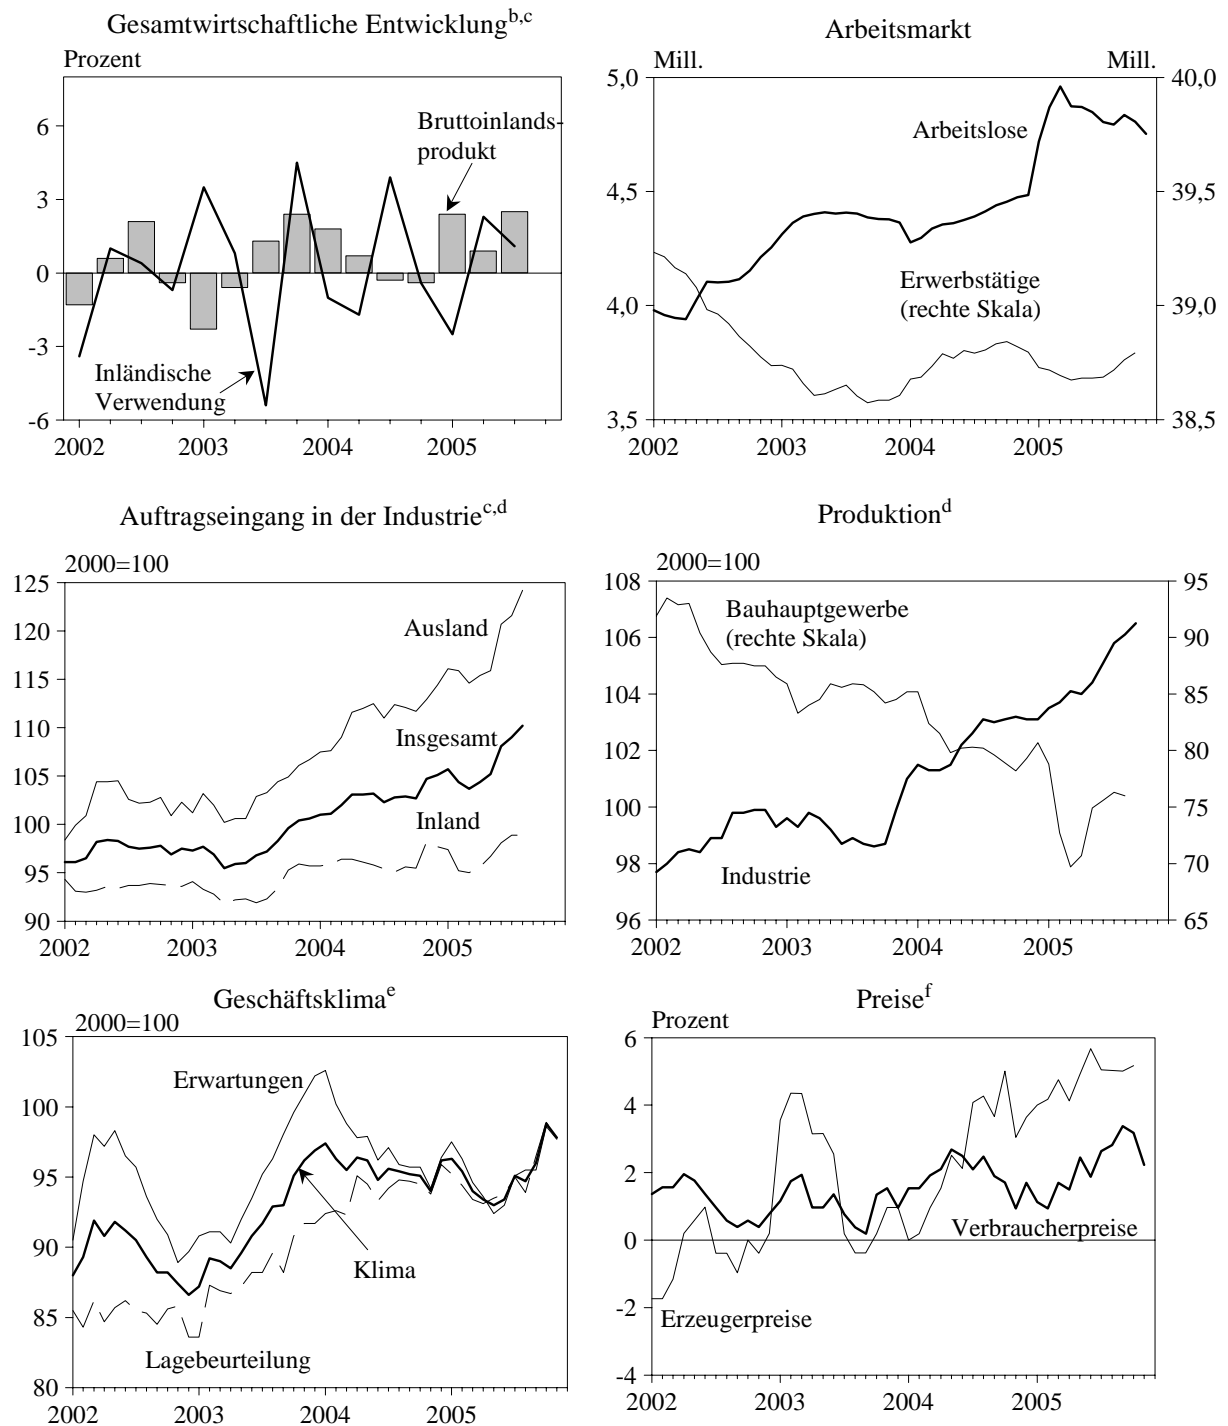 Gesamtwirtschaftliche Entwicklung b,c
Prozent
6
3
0
-3
-6
Bruttoinlands-
produkt
Inländische
Verwendung
2002 2003 2004 2005
Arbeitsmarkt
Mill. Mill.
5,0 40,0
4,5 39,5
4,0 39,0
3,5 38,5
Arbeitslose
Erwerbstätige
(rechte Skala)
2002 2003 2004 2005
Auftragseingang in der Industrie c,d
2000=100
125
120
115
110
105
100
95
90
Ausland
Insgesamt
Inland
2002 2003 2004 2005
Produktion d
2000=100
108 95
106 90
104 85
102 80
100 75
98 70
96 65
Bauhauptgewerbe
(rechte Skala)
Industrie
2002 2003 2004 2005
Geschäftsklima e
2000=100
105
100
95
90
85
80
Erwartungen
Klima
Lagebeurteilung
2002 2003 2004 2005
Preise f
Prozent
6
4
2
0
-2
-4
Verbraucherpreise
Erzeugerpreise
2002 2003 2004 2005